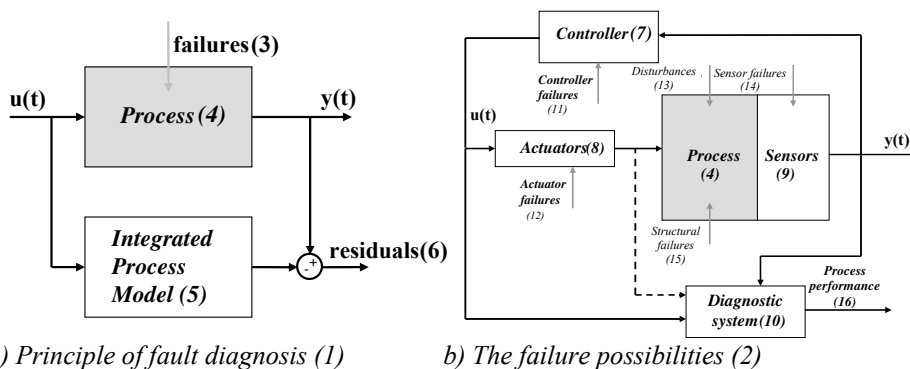 failures(3)
u(t)
y(t)
Process(4)
Integrated
Process
Model (5)
- +
residuals(6)
) Principle of fault diagnosis (1)
Controller(7)
Controller
failures
(11)
Disturbances
(13)
Sensor failures
(14)
u(t)
Actuators(8)
Actuator
failures
(12)
Process
(4)
Sensors
(9)
y(t)
Structural
failures
(15)
Diagnostic
system(10)
Process
performance
(16)
b) The failure possibilities (2)